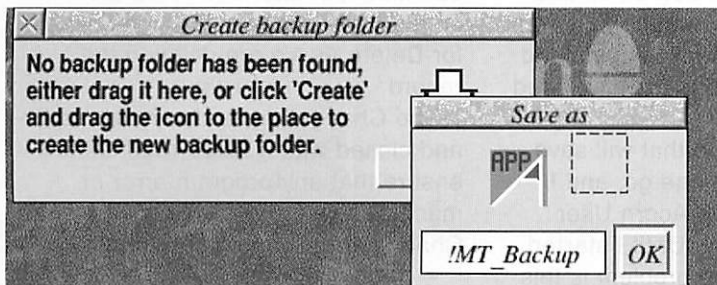 Create backup folder
No backup folder has been found,
either drag it here, or click 'Create'
and drag the icon to the place to
create the new backup folder.
Save as
APP
!MT_Backup
OK